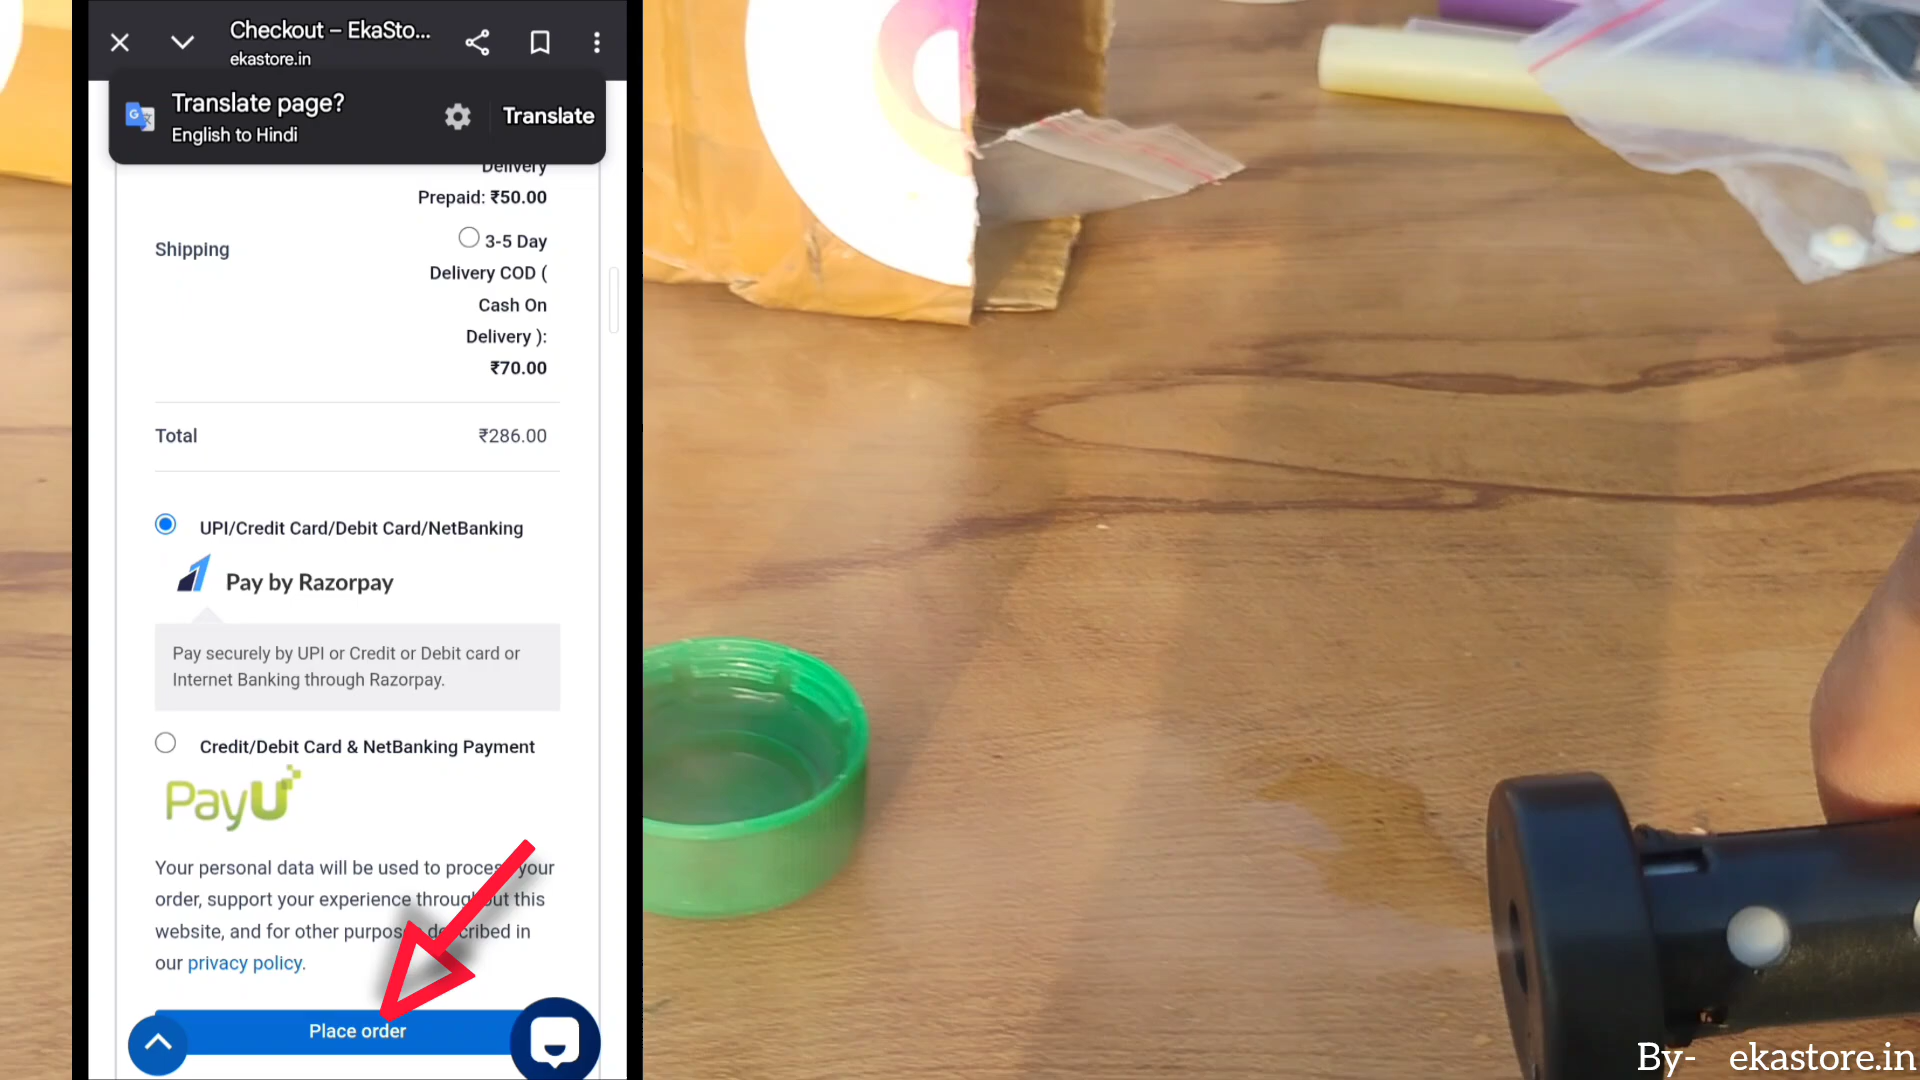 Checkout – EkaSto...
ekastore.in
Translate page?
English to Hindi
Translate
Delivery
Prepaid: ₹50.00
Shipping
3-5 Day
Delivery COD (
Cash On
Delivery ):
₹70.00
Total
₹286.00
UPI/Credit Card/Debit Card/NetBanking
Pay by Razorpay
Pay securely by UPI or Credit or Debit card or
Internet Banking through Razorpay.
Credit/Debit Card & NetBanking Payment
PayU
Your personal data will be used to process your
order, support your experience throughout this
website, and for other purposes described in
our privacy policy.
Place order
By- ekastore.in